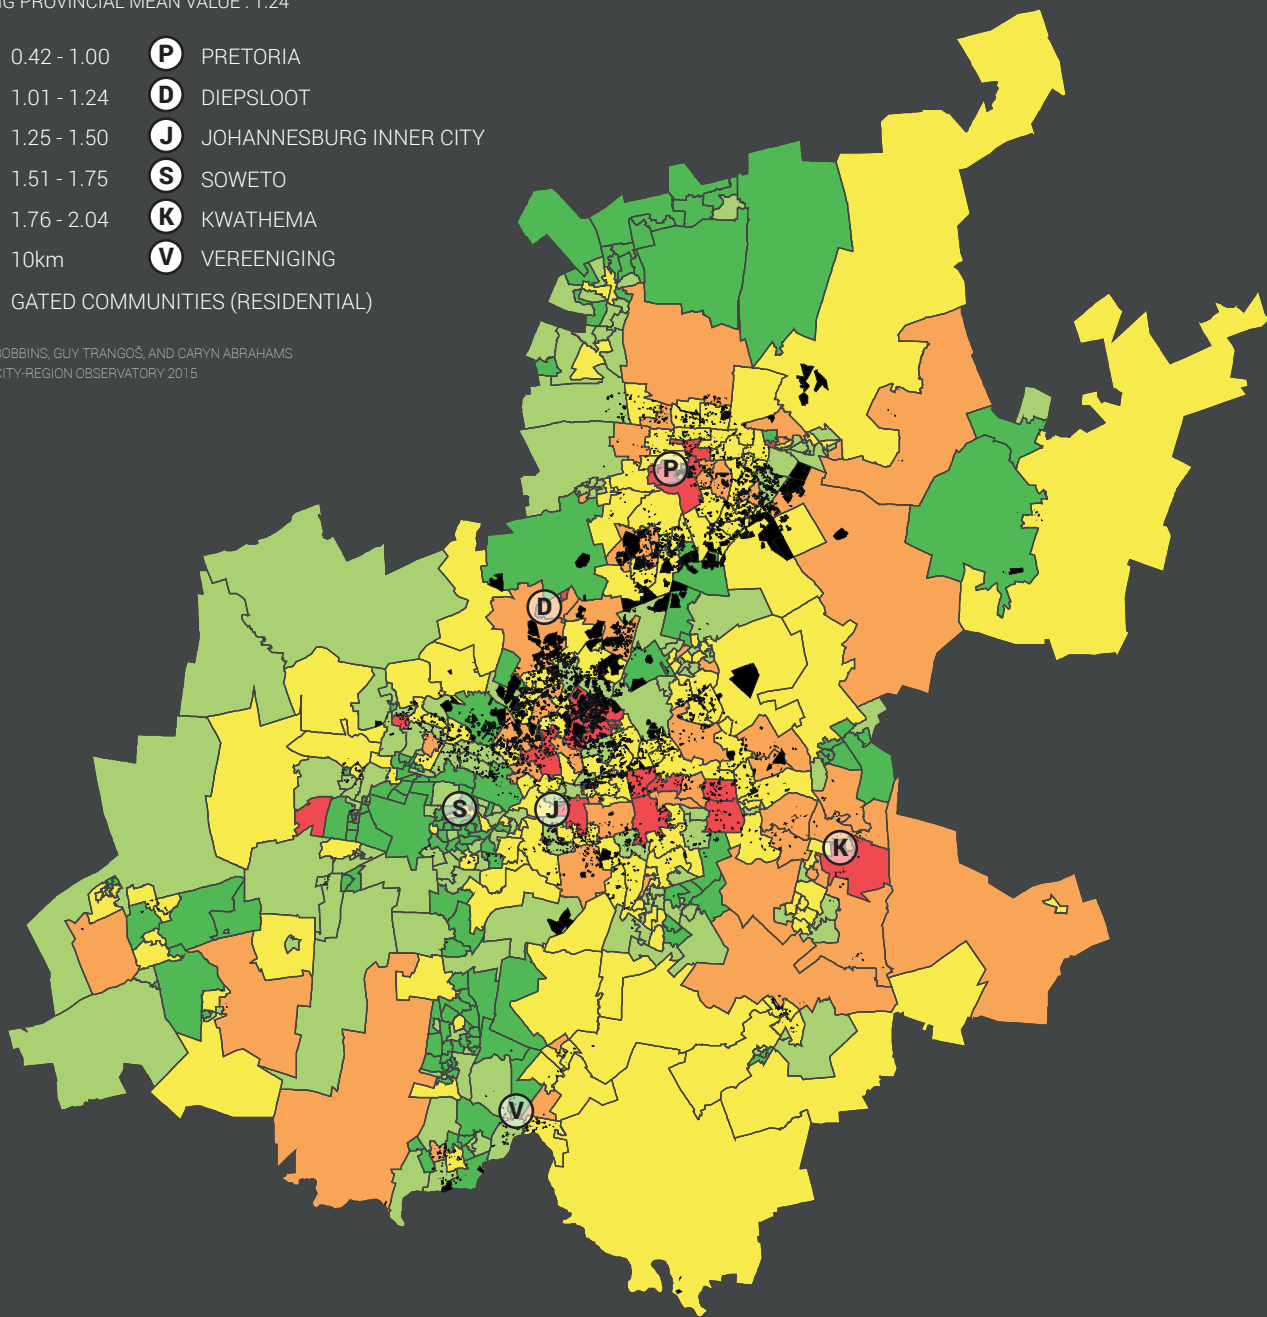 PROVINCIAL MEAN VALUE : 1.24
0.42 - 1.00 P PRETORIA
1.01 - 1.24 D DIEPSLOOT
1.25 - 1.50 J JOHANNESBURG INNER CITY
1.51 - 1.75 S SOWETO
1.76 - 2.04 K KWATHEMA
10km V VEREENIGING
GATED COMMUNITIES (RESIDENTIAL)
OBBINS, GUY TRANGOŠ, AND CARYN ABRAHAMS
CITY-REGION OBSERVATORY 2015
P
D
S
J
K
V